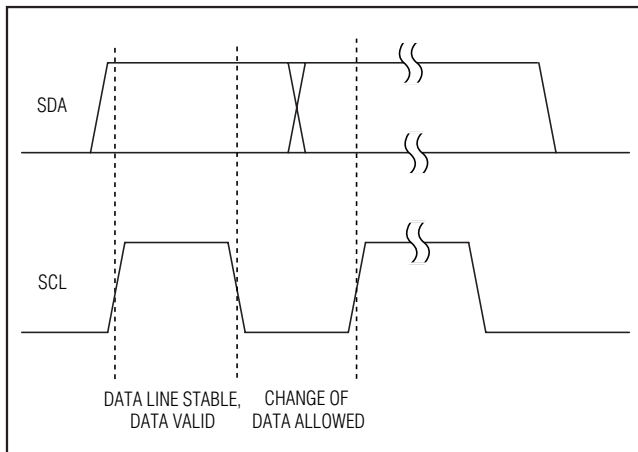 SDA
SCL
DATA LINE STABLE,
DATA VALID
CHANGE OF
DATA ALLOWED